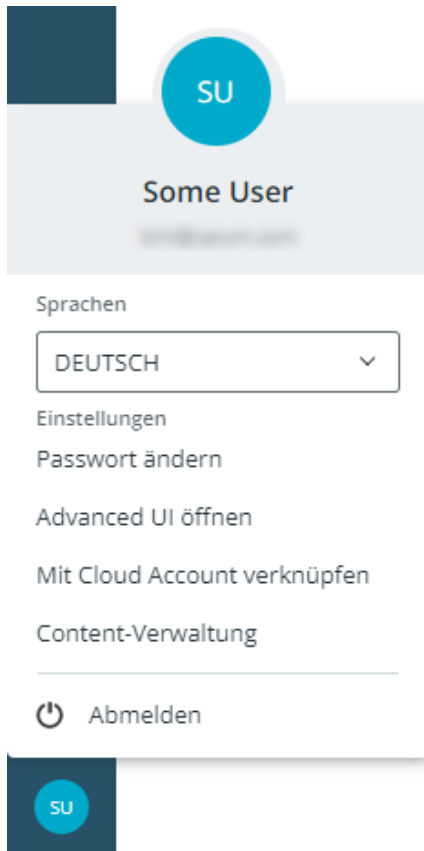 SU
Some User
Sprachen
DEUTSCH
Einstellungen
Passwort ändern
Advanced UI öffnen
Mit Cloud Account verknüpfen
Content-Verwaltung
Abmelden
SU